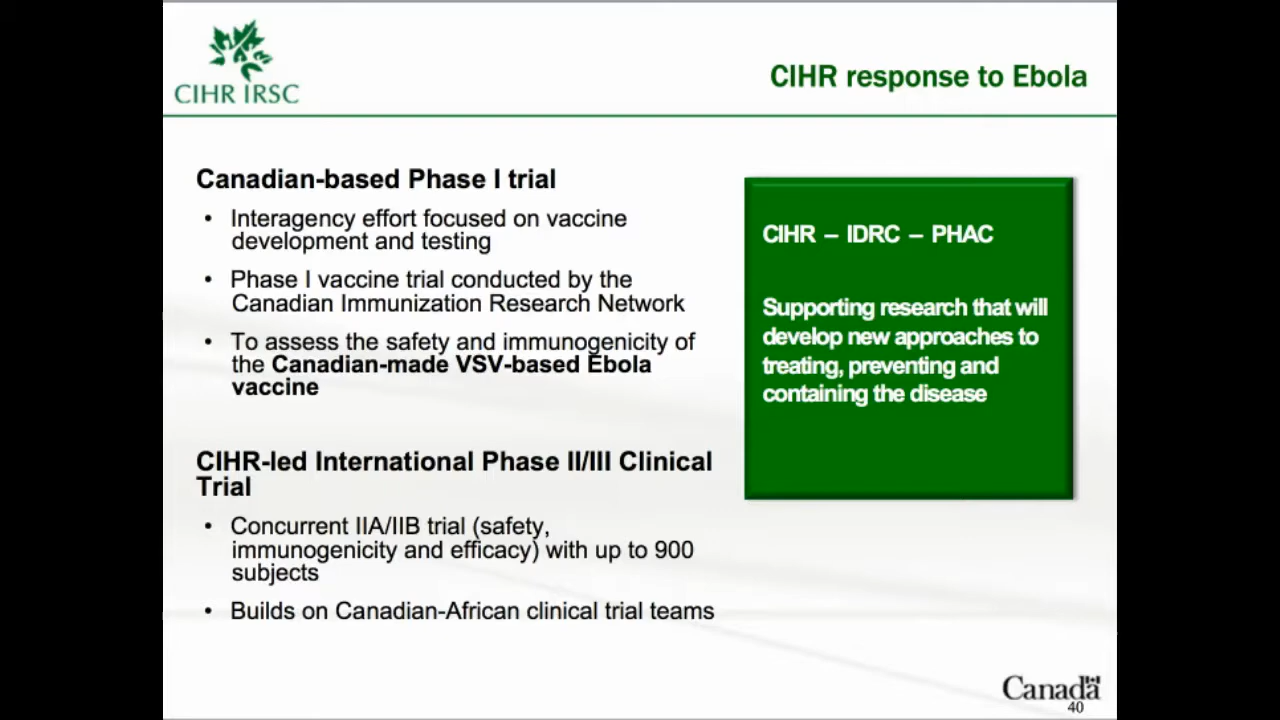 CIHR IRSC
CIHR response to Ebola
Canadian-based Phase I trial
• Interagency effort focused on vaccine
development and testing
• Phase I vaccine trial conducted by the
Canadian Immunization Research Network
• To assess the safety and immunogenicity of
the Canadian-made VSV-based Ebola
vaccine
CIHR-led International Phase II/III Clinical
Trial
• Concurrent IIA/IIB trial (safety,
immunogenicity and efficacy) with up to 900
subjects
• Builds on Canadian-African clinical trial teams
CIHR – IDRC – PHAC
Supporting research that will
develop new approaches to
treating, preventing and
containing the disease
Canada
40